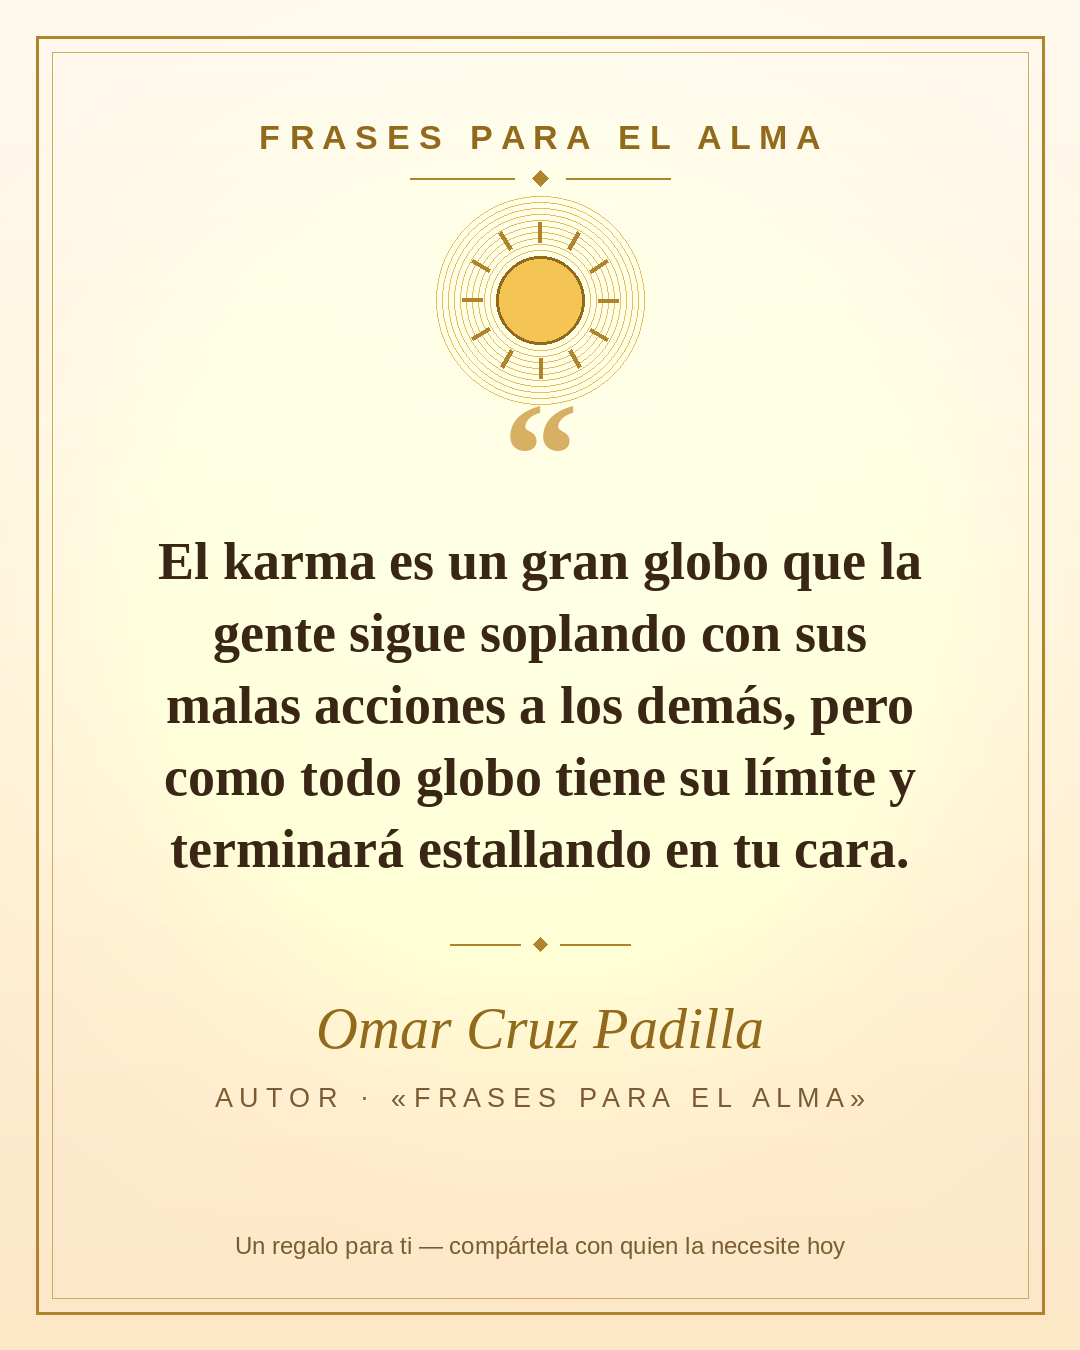 FRASES PARA EL ALMA
“
El karma es un gran globo que la
gente sigue soplando con sus
malas acciones a los demás, pero
como todo globo tiene su límite y
terminará estallando en tu cara.
Omar Cruz Padilla
AUTOR · «FRASES PARA EL ALMA»
Un regalo para ti — compártela con quien la necesite hoy